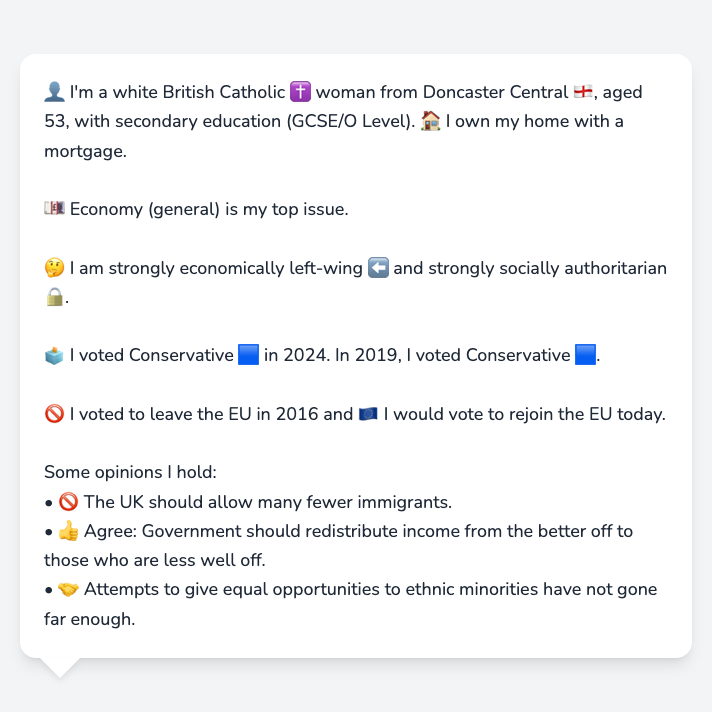 👤 I'm a white British Catholic ✝️ woman from Doncaster Central 🏴󠁧󠁢󠁥󠁮󠁧󠁿, aged
53, with secondary education (GCSE/O Level). 🏠 I own my home with a
mortgage.
💷 Economy (general) is my top issue.
🤔 I am strongly economically left-wing ⬅️ and strongly socially authoritarian
🔒.
🗳️ I voted Conservative 🟦 in 2024. In 2019, I voted Conservative 🟦.
🚫 I voted to leave the EU in 2016 and 🇪🇺 I would vote to rejoin the EU today.
Some opinions I hold:
• 🚫 The UK should allow many fewer immigrants.
• 👍 Agree: Government should redistribute income from the better off to
those who are less well off.
• 🤝 Attempts to give equal opportunities to ethnic minorities have not gone
far enough.